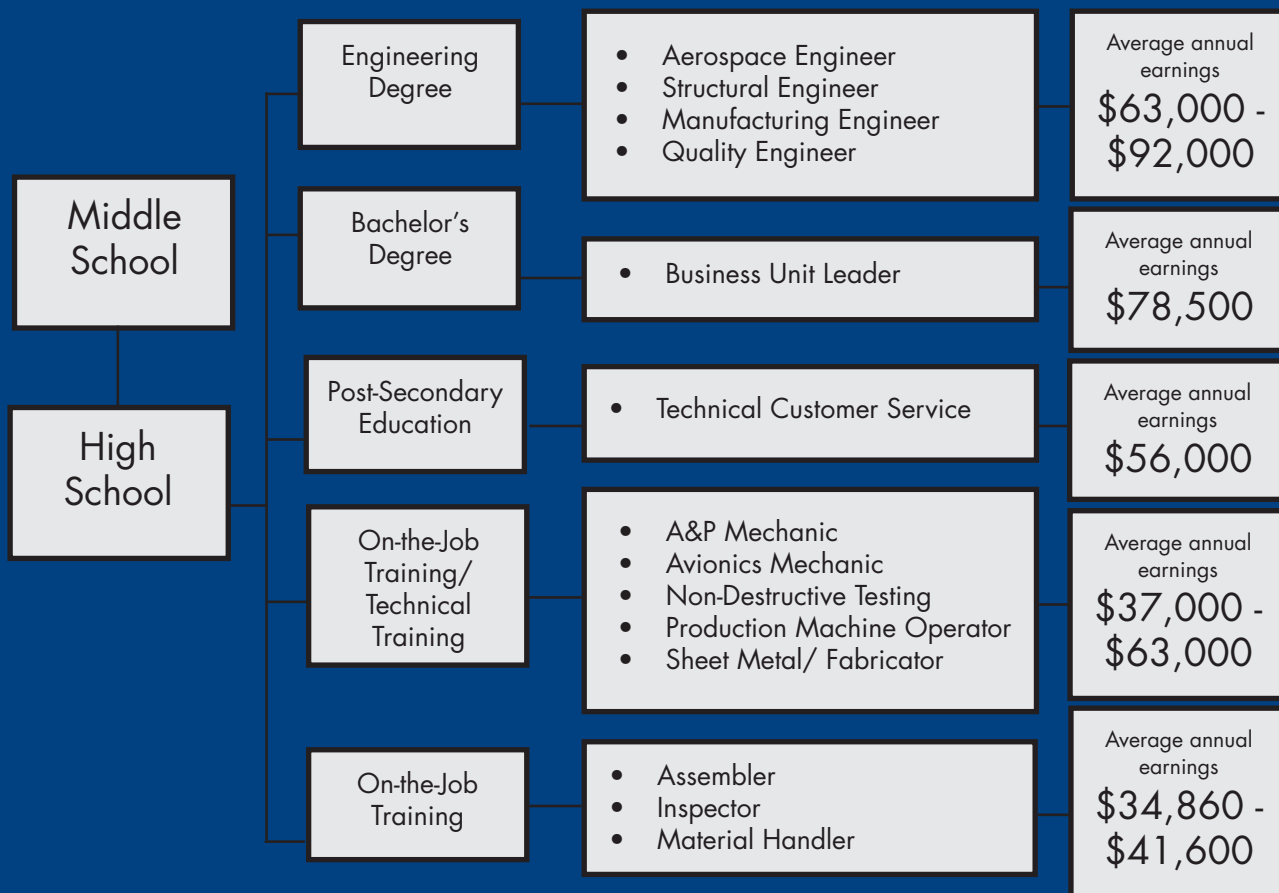 Middle
School
High
School
Engineering
Degree
• Aerospace Engineer
• Structural Engineer
• Manufacturing Engineer
• Quality Engineer
Average annual
earnings
$63,000 -
$92,000
Bachelor's
Degree
• Business Unit Leader
Average annual
earnings
$78,500
Post-Secondary
Education
• Technical Customer Service
Average annual
earnings
$56,000
On-the-Job
Training/
Technical
Training
• A&P Mechanic
• Avionics Mechanic
• Non-Destructive Testing
• Production Machine Operator
• Sheet Metal/ Fabricator
Average annual
earnings
$37,000 -
$63,000
On-the-Job
Training
• Assembler
• Inspector
• Material Handler
Average annual
earnings
$34,860 -
$41,600